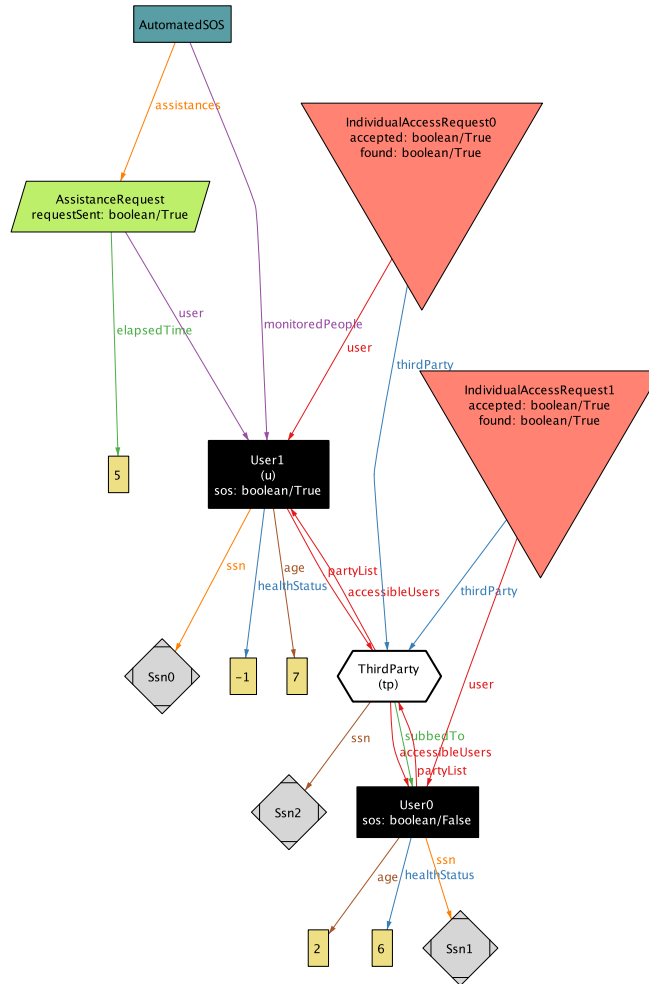 AutomatedSOS
assistances
IndividualAccessRequest0
accepted: boolean/True
found: boolean/True
AssistanceRequest
requestSent: boolean/True
user
elapsedTime
monitoredPeople
user
thirdParty
IndividualAccessRequest1
accepted: boolean/True
found: boolean/True
User1
(u)
sos: boolean/True
5
ssn
healthStatus
age
partyList
accessibleUsers
thirdParty
Ssn0
-1
7
ThirdParty
(tp)
user
ssn
subbedTo
accessibleUsers
partyList
Ssn2
User0
sos: boolean/False
age
healthStatus
ssn
2
6
Ssn1